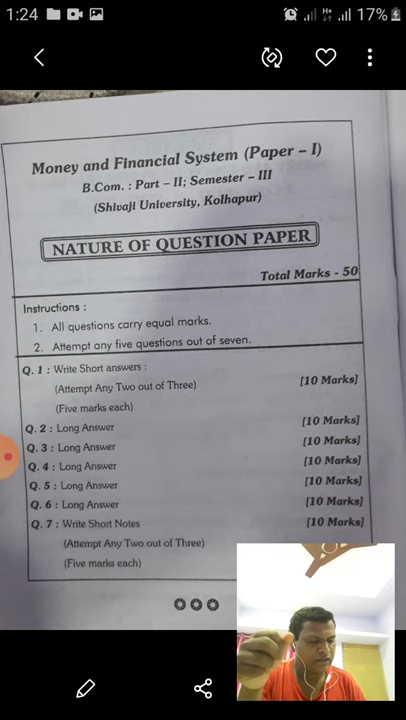 1:24
H+
17%
Money and Financial System (Paper – I)
B.Com. : Part – II; Semester – III
(Shivaji University, Kolhapur)
NATURE OF QUESTION PAPER
Total Marks - 50
Instructions :
1. All questions carry equal marks.
2. Attempt any five questions out of seven.
Q. 1 : Write Short answers : [10 Marks]
(Attempt Any Two out of Three)
(Five marks each)
Q. 2 : Long Answer [10 Marks]
Q. 3 : Long Answer [10 Marks]
Q. 4 : Long Answer [10 Marks]
Q. 5 : Long Answer [10 Marks]
Q. 6 : Long Answer [10 Marks]
Q. 7 : Write Short Notes [10 Marks]
(Attempt Any Two out of Three)
(Five marks each)